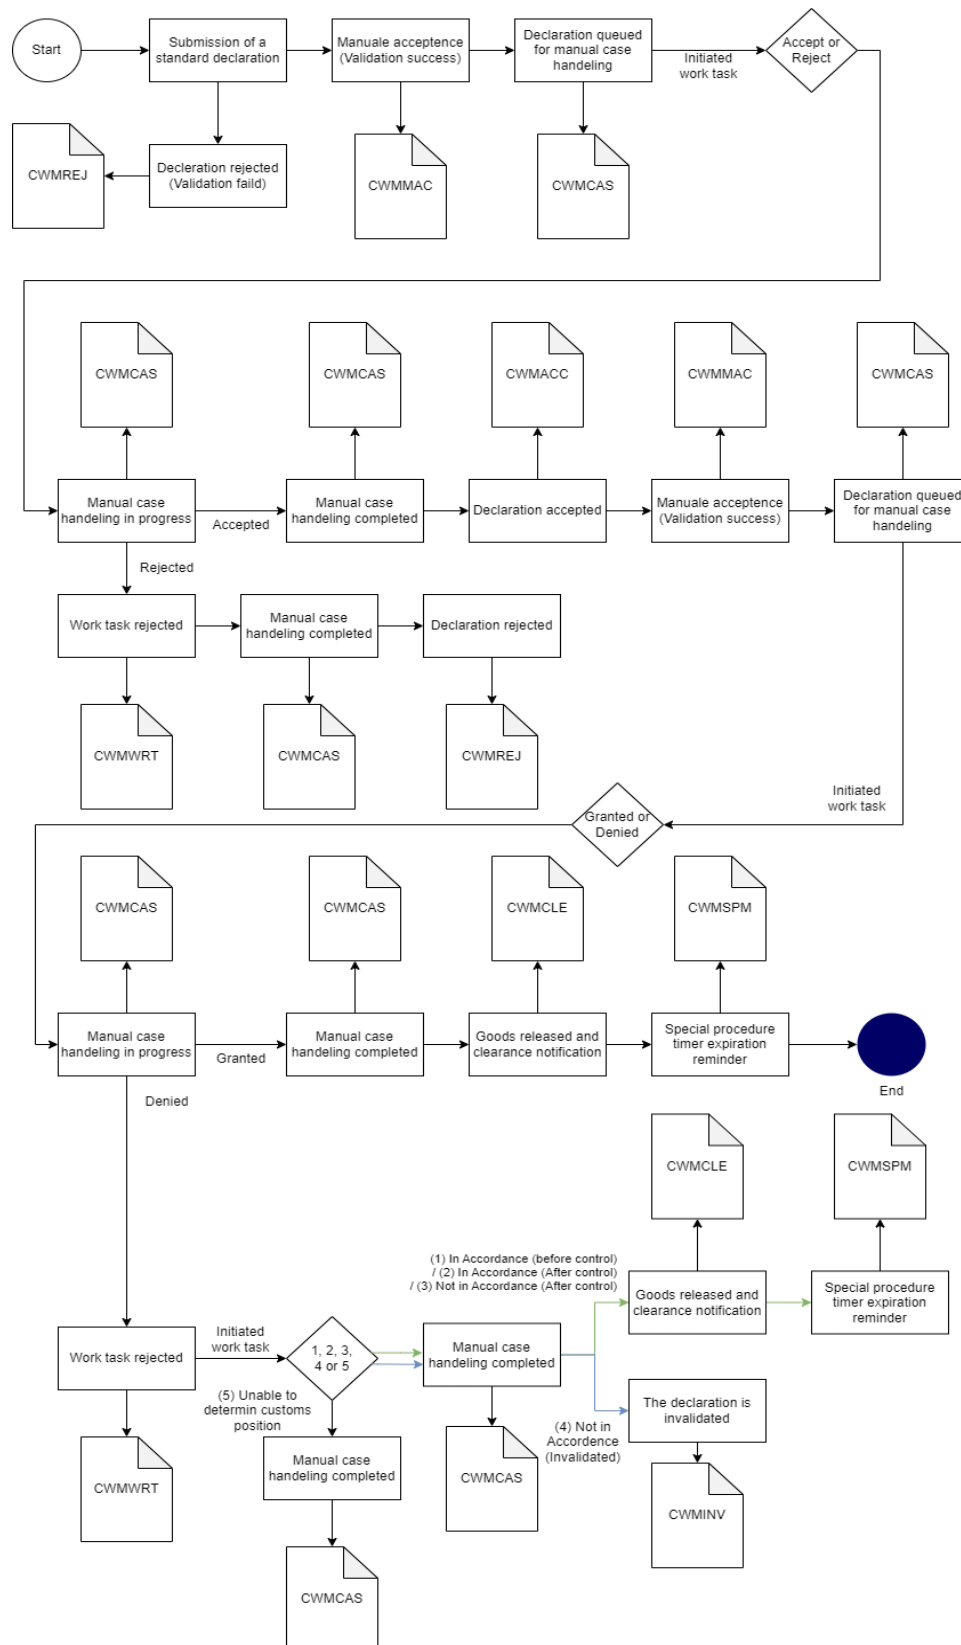 Start
Submission of a
standard declaration
Manuale acceptence
(Validation success)
Declaration queued
for manual case
handeling
Initiated
work task
Accept or
Reject
CWMREJ
Decleration rejected
(Validation faild)
CWMMAC
CWMCAS
CWMCAS
CWMCAS
CWMACC
CWMMAC
CWMCAS
Manual case
handeling in progress
Accepted
Manual case
handeling completed
Declaration accepted
Manuale acceptence
(Validation success)
Declaration queued
for manual case
handeling
Rejected
Work task rejected
Manual case
handeling completed
Declaration rejected
CWMWRT
CWMCAS
CWMREJ
Initiated
work task
Granted or
Denied
CWMCAS
CWMCAS
CWMCLE
CWMSPM
Manual case
handeling in progress
Granted
Manual case
handeling completed
Goods released and
clearance notification
Special procedure
timer expiration
reminder
End
Denied
CWMCLE
CWMSPM
(1) In Accordance (before control)
/ (2) In Accordance (After control)
/ (3) Not in Accordance (After control)
Goods released and
clearance notification
Special procedure
timer expiration
reminder
Work task rejected
Initiated
work task
1, 2, 3,
4 or 5
Manual case
handeling completed
(5) Unable to
determin customs
position
(4) Not in
Accordence
(Invalidated)
The declaration is
invalidated
CWMWRT
Manual case
handeling completed
CWMCAS
CWMINV
CWMCAS